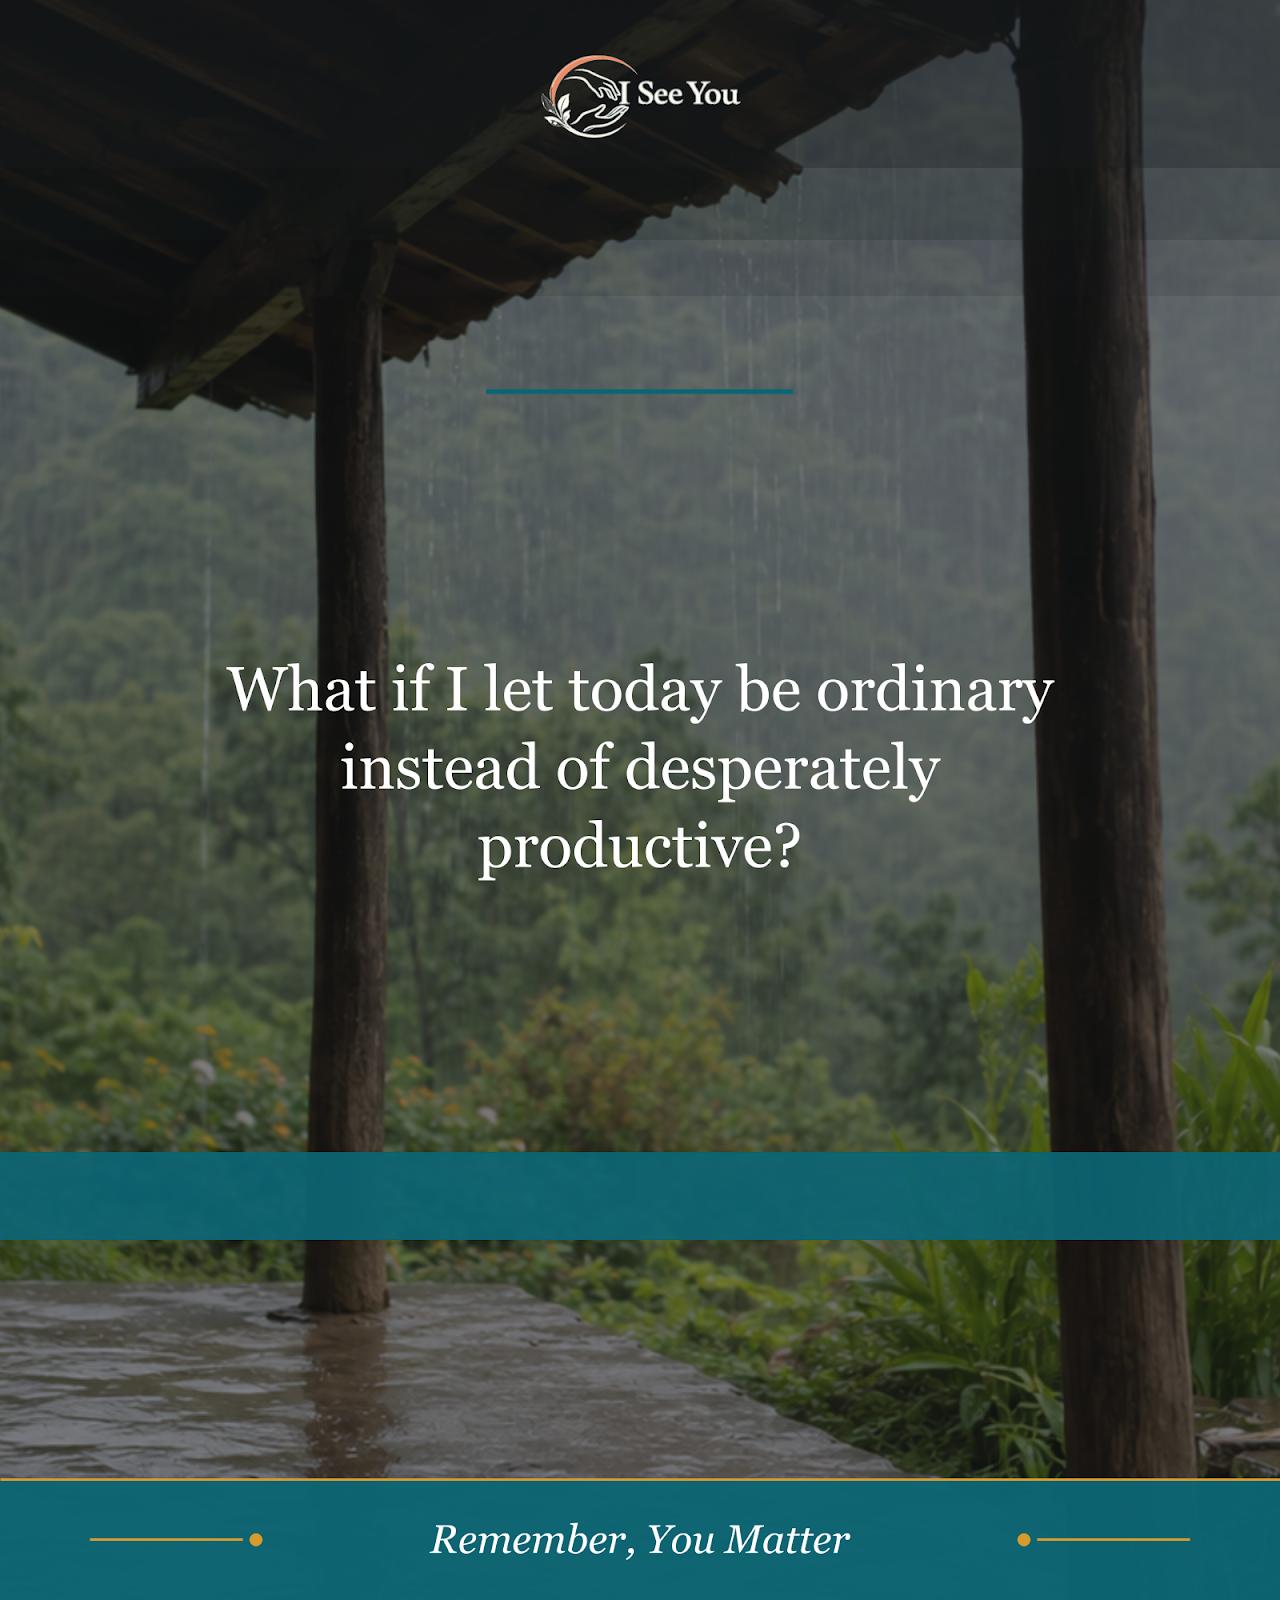 I See You
What if I let today be ordinary
instead of desperately
productive?
Remember, You Matter